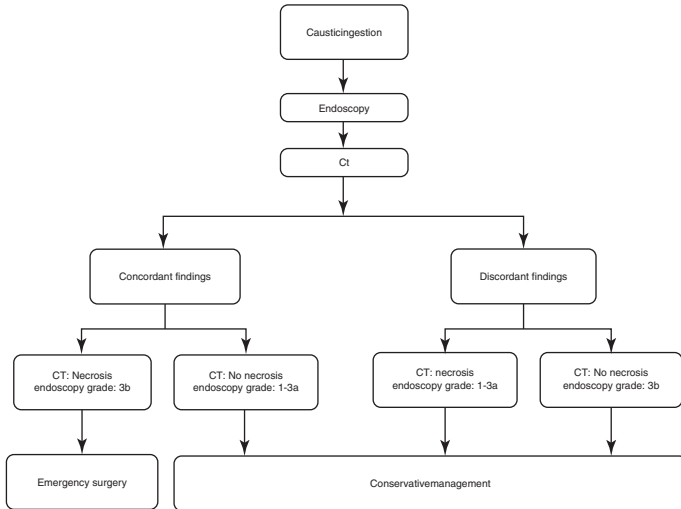 Causticingestion
Endoscopy
Ct
Concordant findings
Discordant findings
CT: Necrosis
endoscopy grade: 3b
CT: No necrosis
endoscopy grade: 1-3a
CT: necrosis
endoscopy grade: 1-3a
CT: No necrosis
endoscopy grade: 3b
Emergency surgery
Conservativemanagement